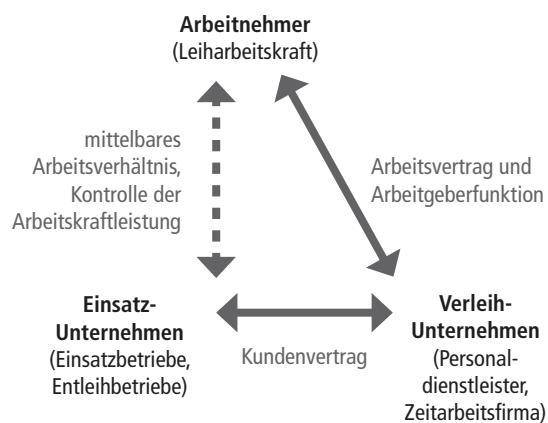 Arbeitnehmer
(Leiharbeitskraft)
mittelbares
Arbeitsverhältnis,
Kontrolle der
Arbeitskraftleistung
Arbeitsvertrag und
Arbeitgeberfunktion
Einsatz-
Unternehmen
(Einsatzbetriebe,
Entleihbetriebe)
Kundenvertrag
Verleih-
Unternehmen
(Personal-
dienstleister,
Zeitarbeitsfirma)